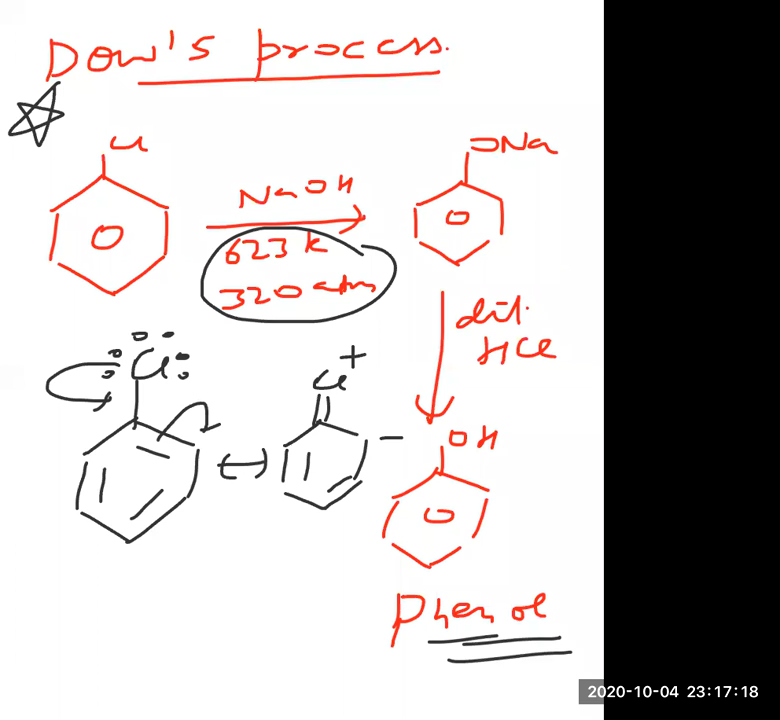 Dow's process.
Cl
ONa
NaOH
623 K
320 atm
dil.
HCl
Cl
Cl+
−
OH
Phenol
2020-10-04 23:17:18